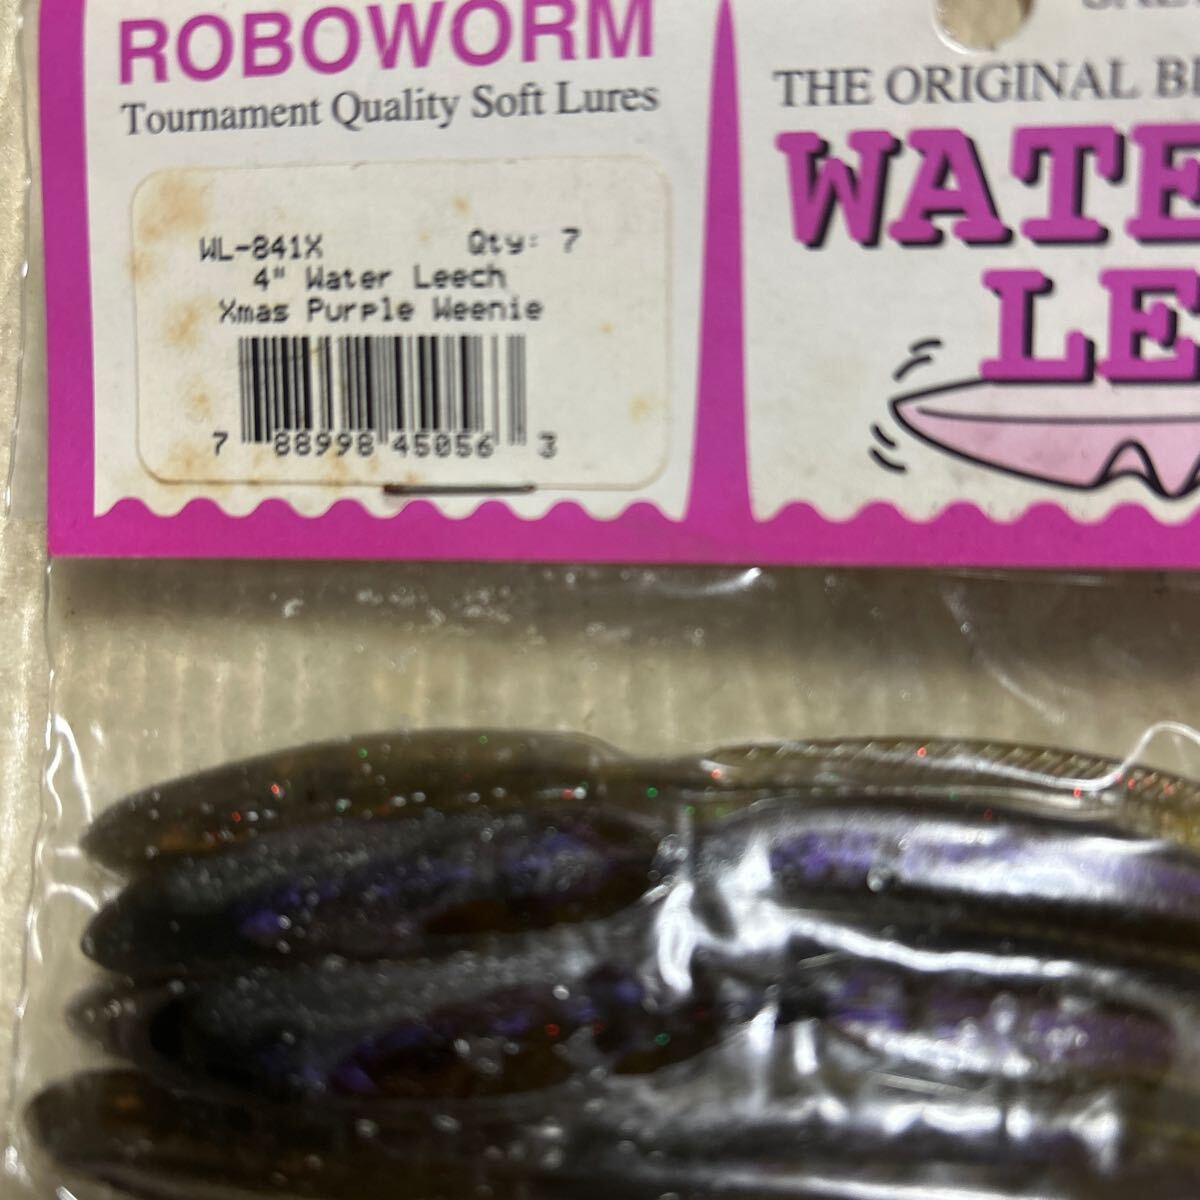 ROBOWORM
Tournament Quality Soft Lures
WL-841X Qty: 7
4" Water Leech
Xmas Purple Weenie
7 88998 45056 3
THE ORIGINAL
WATE
LE